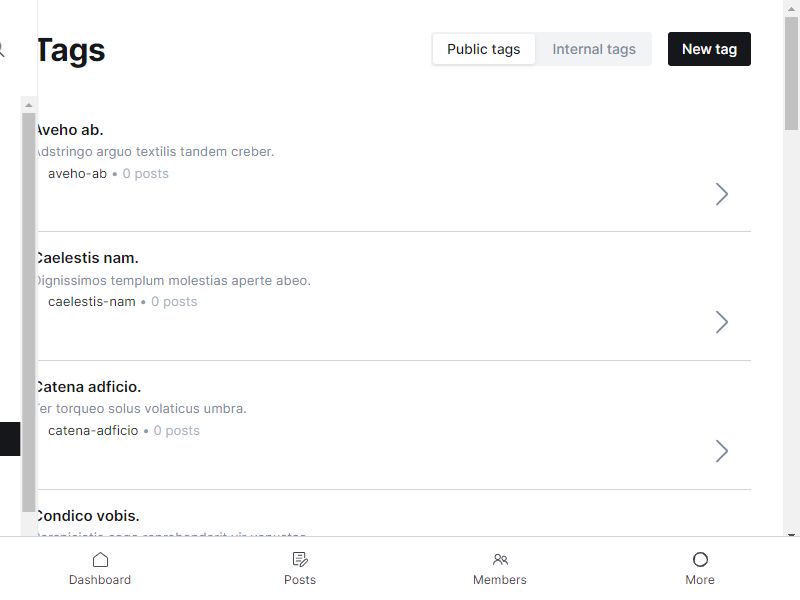 Tags
Public tags
Internal tags
New tag
Aveho ab.
Adstringo arguo textilis tandem creber.
aveho-ab • 0 posts
Caelestis nam.
Dignissimos templum molestias aperte abeo.
caelestis-nam • 0 posts
Catena adficio.
Ter torqueo solus volaticus umbra.
catena-adficio • 0 posts
Condico vobis.
Dashboard
Posts
Members
More